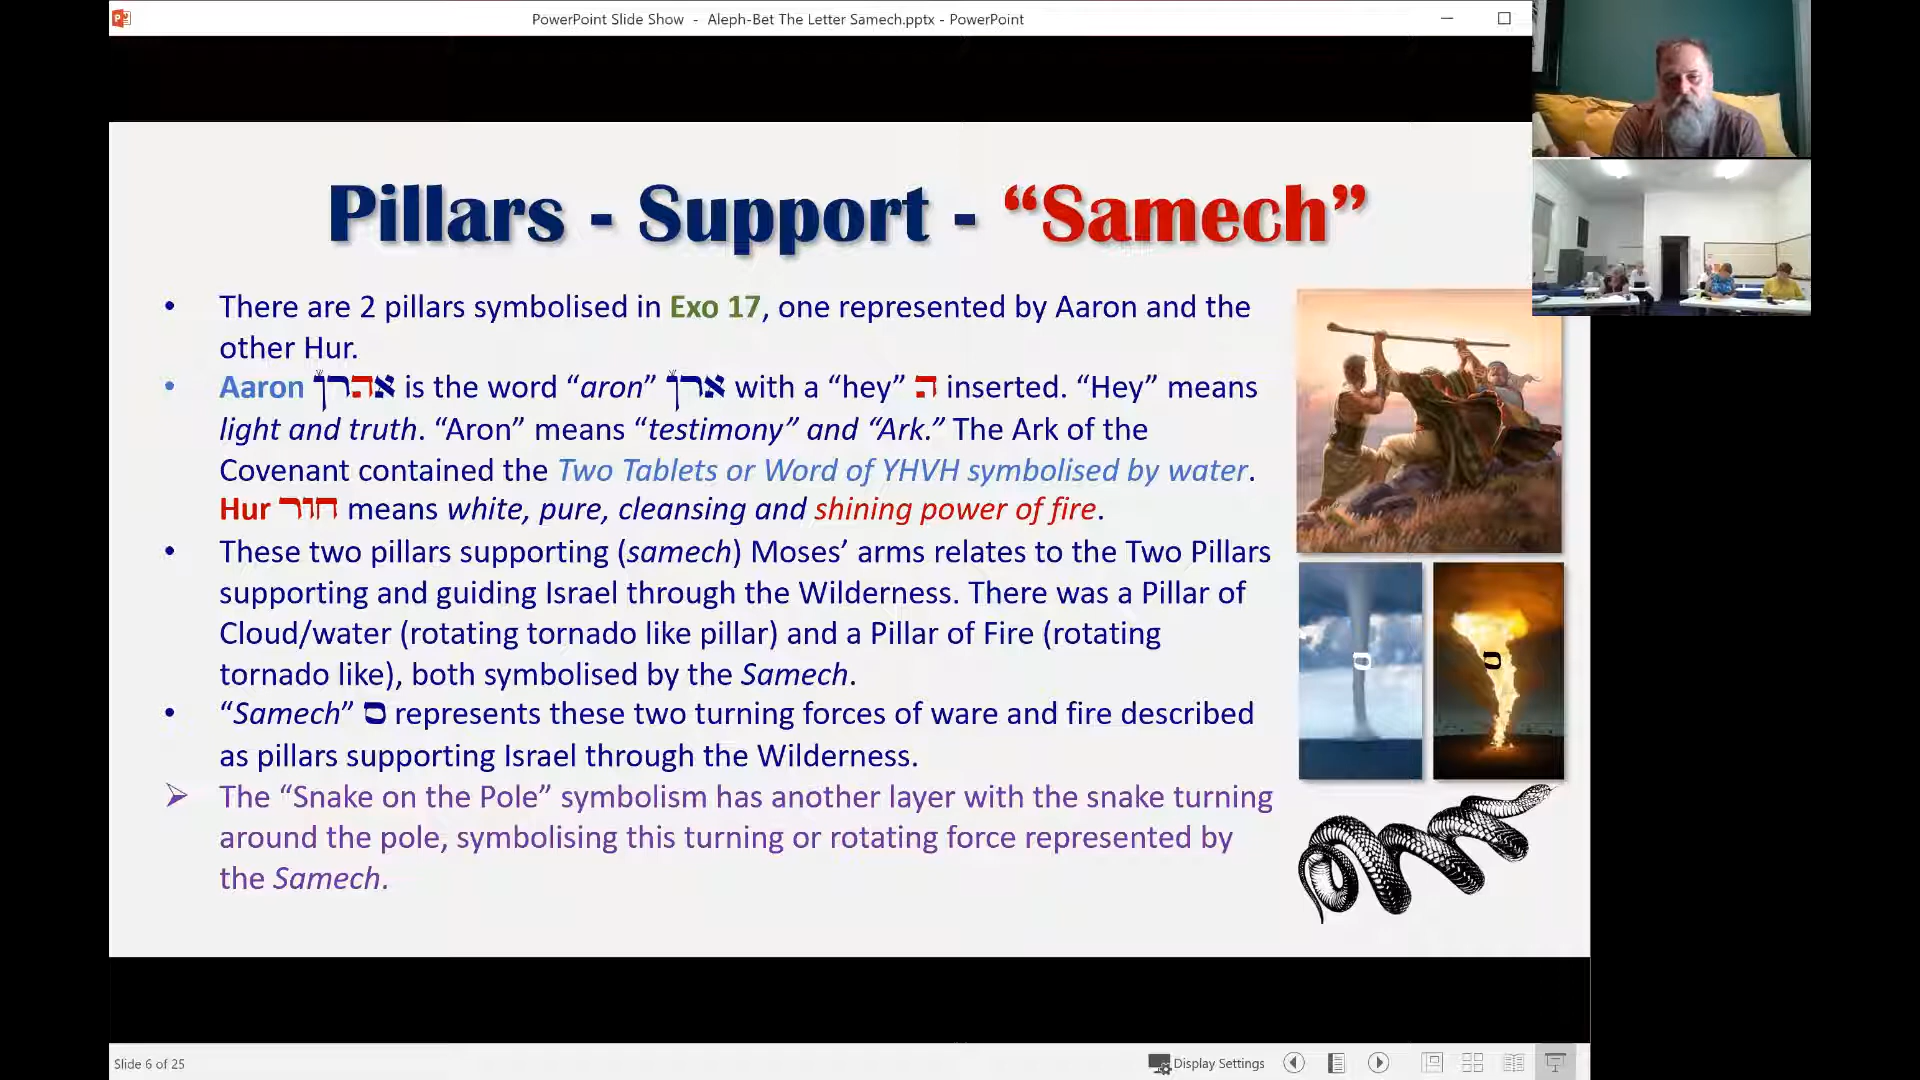 PowerPoint Slide Show - Aleph-Bet The Letter Samech.pptx - PowerPoint
Pillars - Support - “Samech”
• There are 2 pillars symbolised in Exo 17, one represented by Aaron and the
other Hur.
• Aaron אהרן is the word “aron” ארן with a “hey” ה inserted. “Hey” means
light and truth. “Aron” means “testimony” and “Ark.” The Ark of the
Covenant contained the Two Tablets or Word of YHVH symbolised by water.
Hur חור means white, pure, cleansing and shining power of fire.
• These two pillars supporting (samech) Moses’ arms relates to the Two Pillars
supporting and guiding Israel through the Wilderness. There was a Pillar of
Cloud/water (rotating tornado like pillar) and a Pillar of Fire (rotating
tornado like), both symbolised by the Samech.
• “Samech” ס represents these two turning forces of ware and fire described
as pillars supporting Israel through the Wilderness.
➢ The “Snake on the Pole” symbolism has another layer with the snake turning
around the pole, symbolising this turning or rotating force represented by
the Samech.
ס ס
Slide 6 of 25
Display Settings